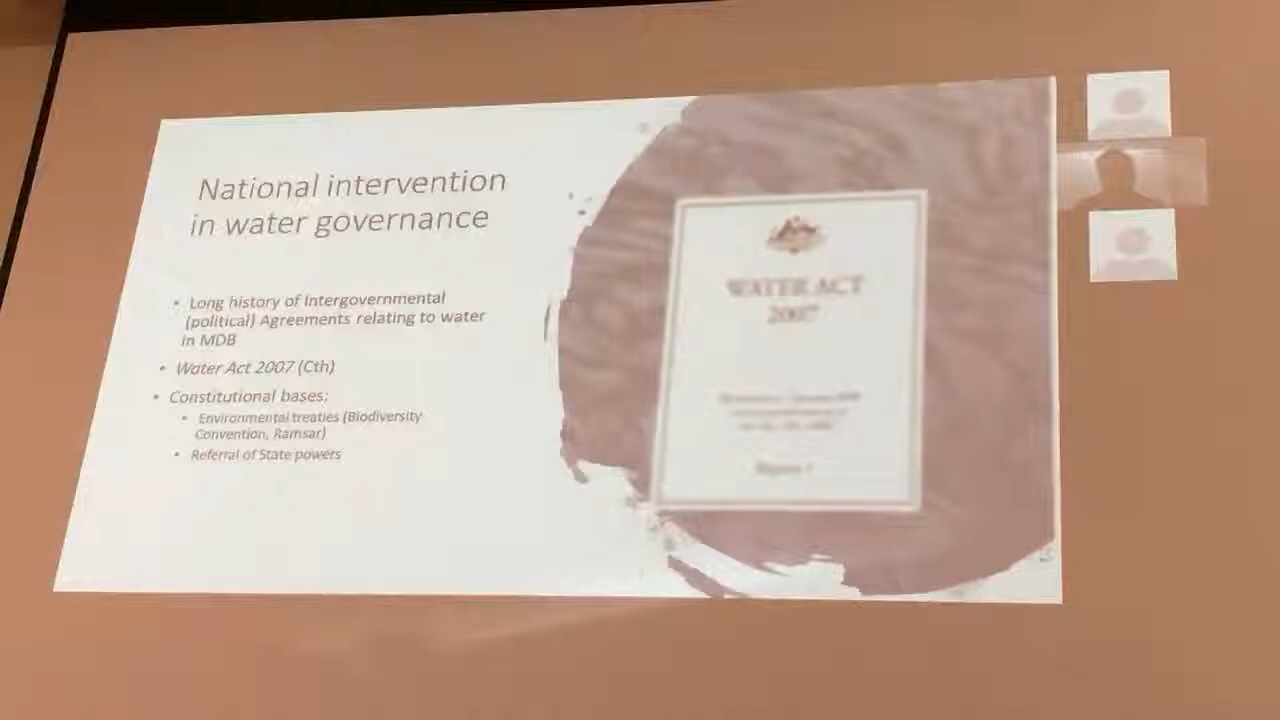 National intervention
in water governance
• Long history of Intergovernmental
(political) Agreements relating to water
in MDB
• Water Act 2007 (Cth)
• Constitutional bases:
• Environmental treaties (Biodiversity
Convention, Ramsar)
• Referral of State powers
WATER ACT
2007